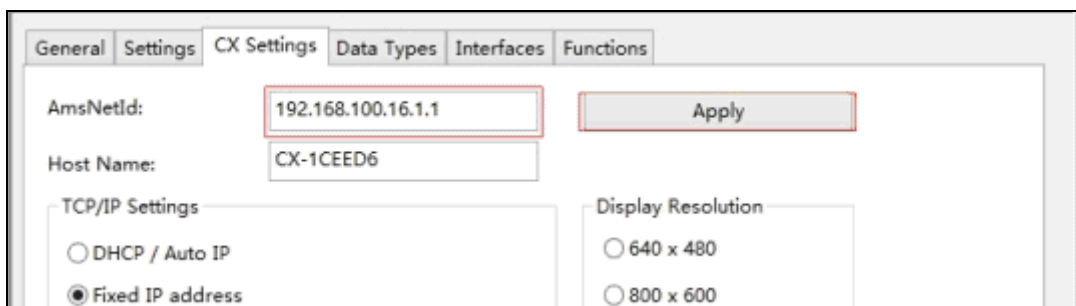 General Settings CX Settings Data Types Interfaces Functions
AmsNetId: 192.168.100.16.1.1 Apply
Host Name: CX-1CEED6
TCP/IP Settings Display Resolution
DHCP / Auto IP 640 x 480
Fixed IP address 800 x 600